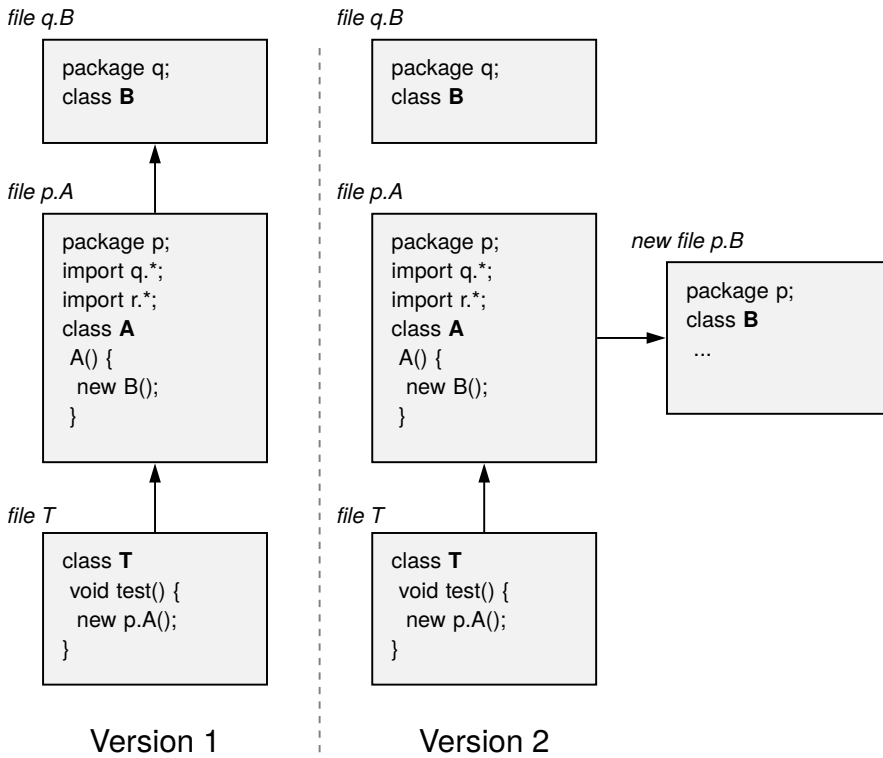 file q.B
package q;
class B
file p.A
package p;
import q.*;
import r.*;
class A
A() {
new B();
}
file T
class T
void test() {
new p.A();
}
Version 1
file q.B
package q;
class B
file p.A
package p;
import q.*;
import r.*;
class A
A() {
new B();
}
new file p.B
package p;
class B
...
file T
class T
void test() {
new p.A();
}
Version 2